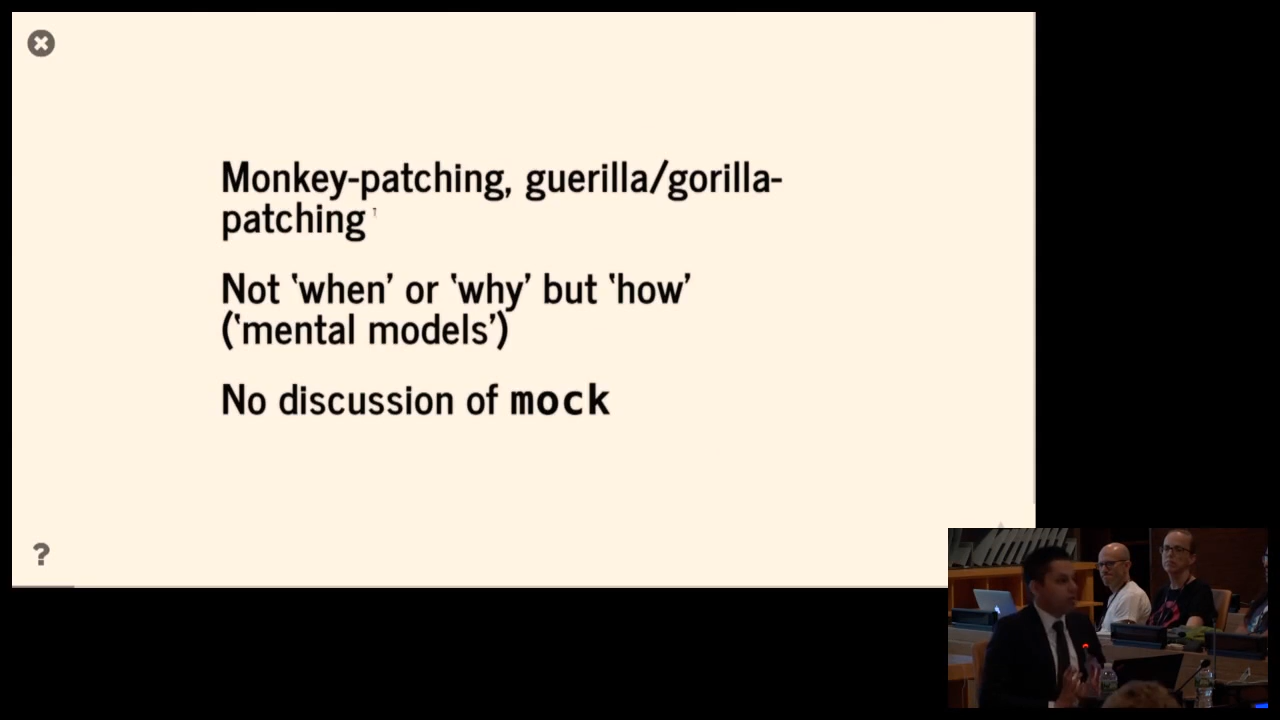 Monkey-patching, guerilla/gorilla-
patching
Not ‘when’ or ‘why’ but ‘how’
(‘mental models’)
No discussion of mock
?